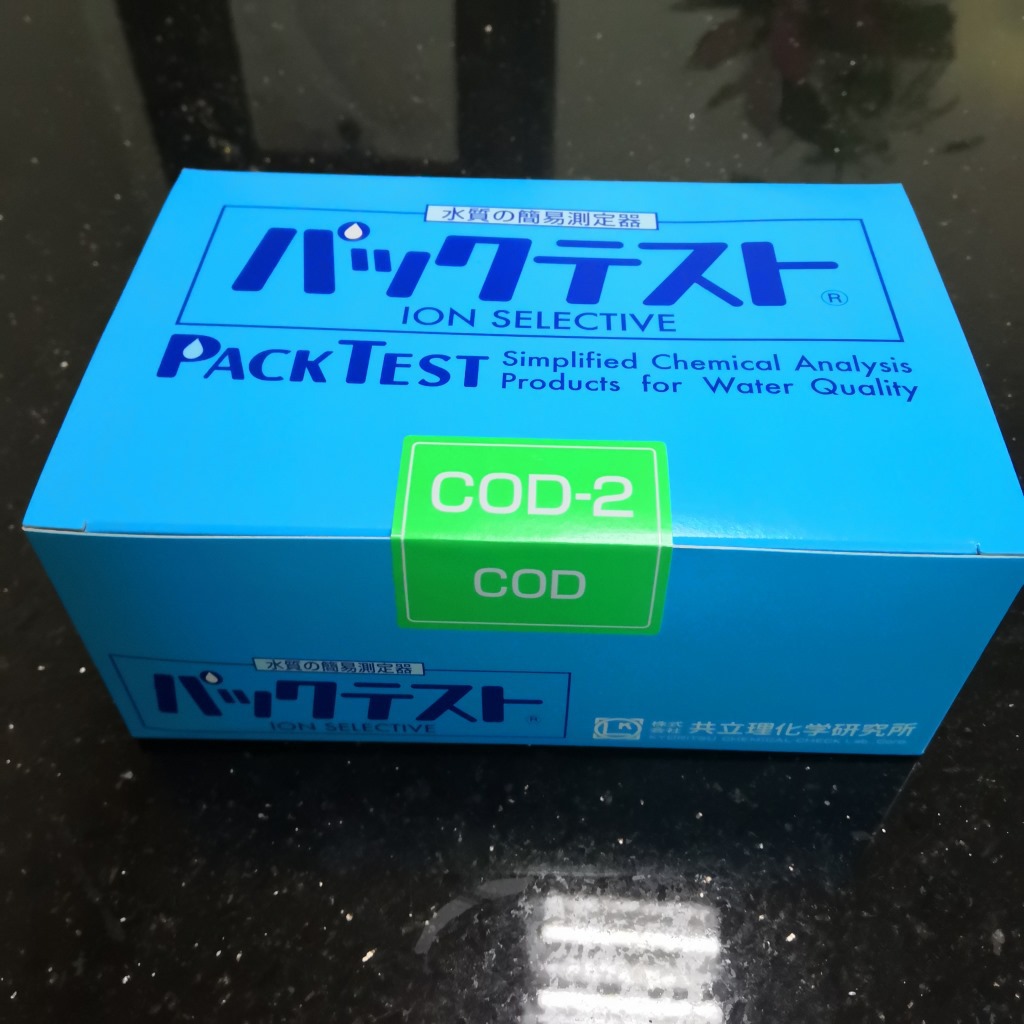 水質の簡易測定器
パックテスト®
ION SELECTIVE
PACKTEST
Simplified Chemical Analysis
Products for Water Quality
COD-2
COD
水質の簡易測定器
パックテスト®
ION SELECTIVE
株式会社 共立理化学研究所